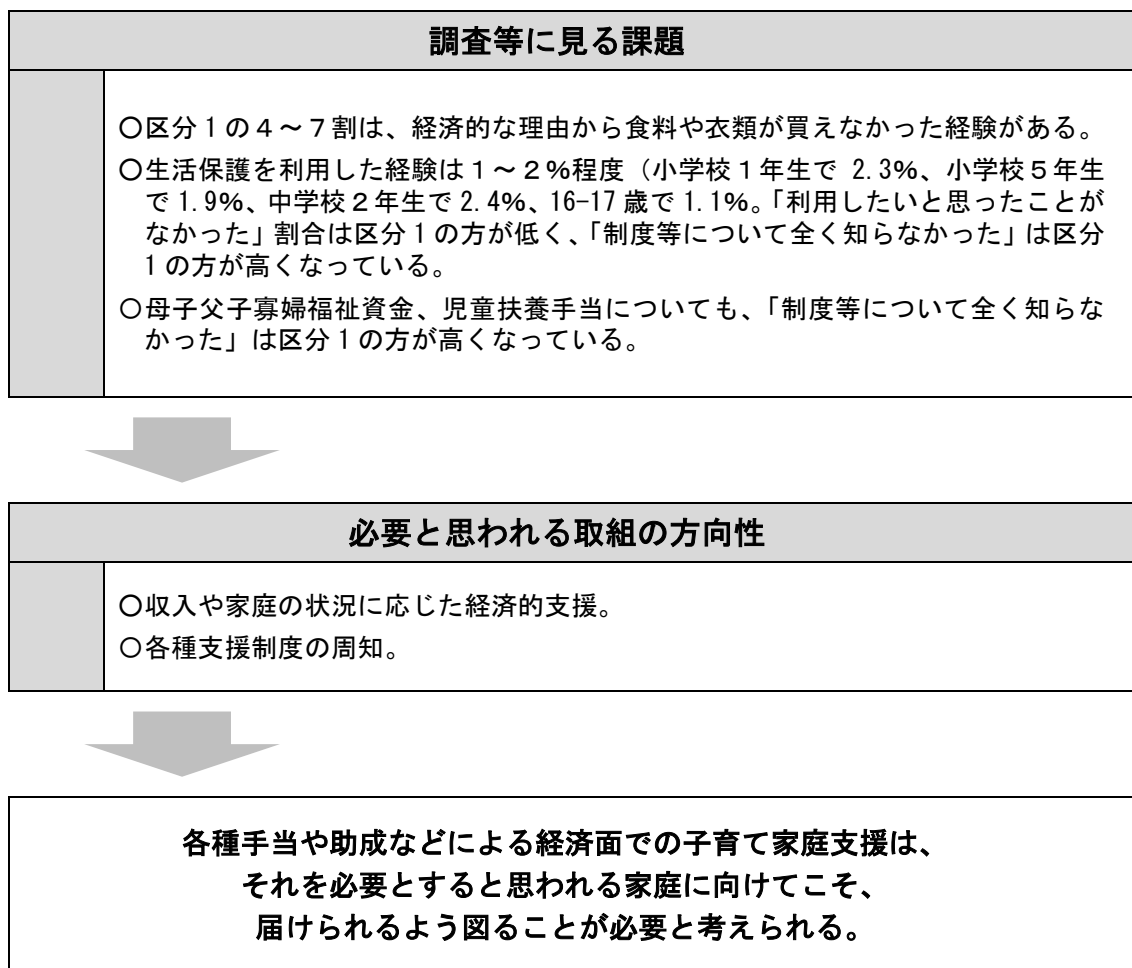 調査等に見る課題
○区分１の４～７割は、経済的な理由から食料や衣類が買えなかった経験がある。
○生活保護を利用した経験は１～２％程度（小学校１年生で 2.3%、小学校５年生
で 1.9%、中学校２年生で 2.4%、16-17 歳で 1.1%。「利用したいと思ったことが
なかった」割合は区分１の方が低く、「制度等について全く知らなかった」は区分
１の方が高くなっている。
○母子父子寡婦福祉資金、児童扶養手当についても、「制度等について全く知らな
かった」は区分１の方が高くなっている。
必要と思われる取組の方向性
○収入や家庭の状況に応じた経済的支援。
○各種支援制度の周知。
各種手当や助成などによる経済面での子育て家庭支援は、
それを必要とすると思われる家庭に向けてこそ、
届けられるよう図ることが必要と考えられる。